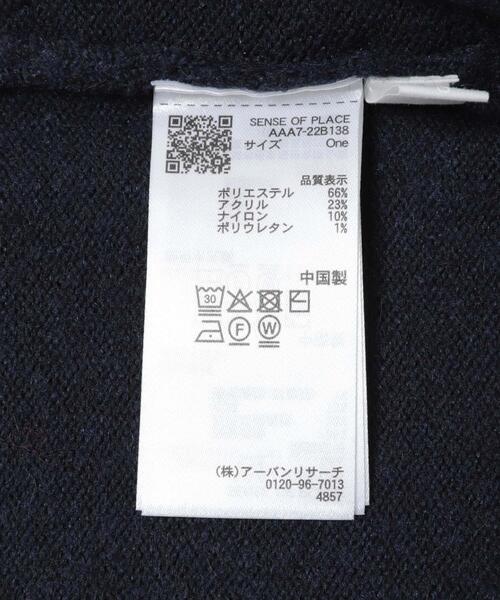 SENSE OF PLACE
AAA7-22B138
サイズ One
品質表示
ポリエステル 66%
アクリル 23%
ナイロン 10%
ポリウレタン 1%
中国製
30
F W
(株)アーバンリサーチ
0120-96-7013
4857